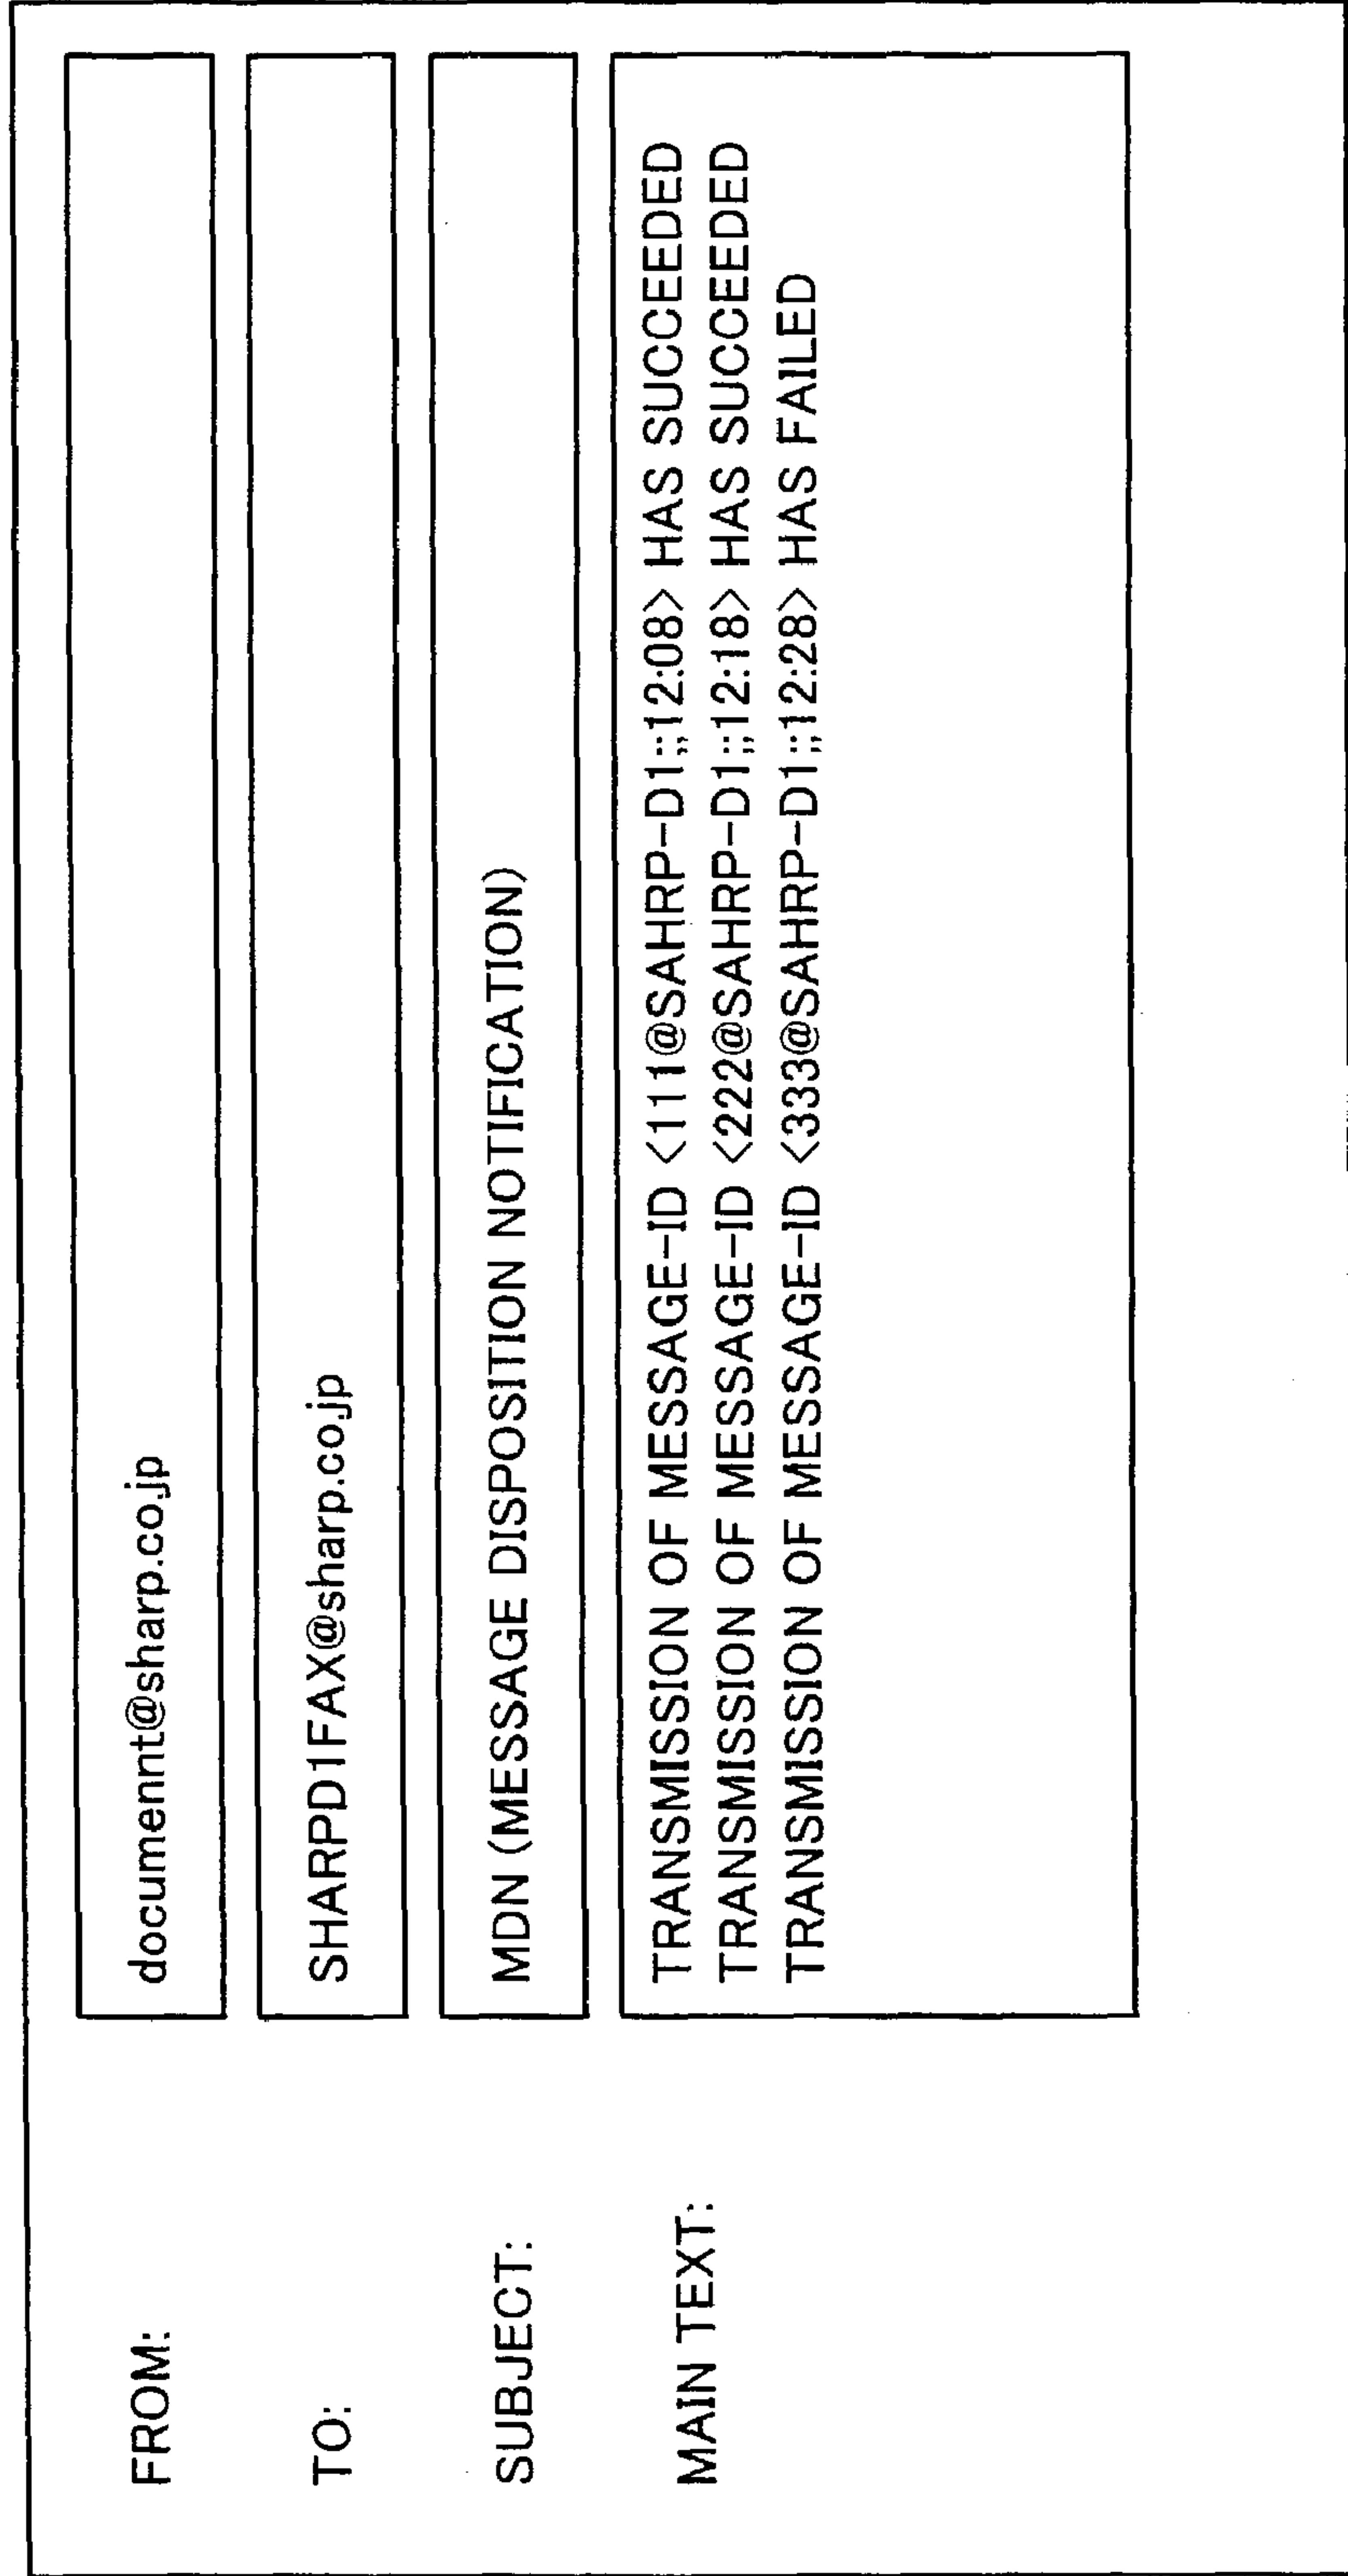 FROM: documennt@sharp.co.jp
TO: SHARPD1FAX@sharp.co.jp
SUBJECT: MDN (MESSAGE DISPOSITION NOTIFICATION)
MAIN TEXT: TRANSMISSION OF MESSAGE-ID <111@SAHRP-D1;;12:08> HAS SUCCEEDED
TRANSMISSION OF MESSAGE-ID <222@SAHRP-D1;;12:18> HAS SUCCEEDED
TRANSMISSION OF MESSAGE-ID <333@SAHRP-D1;;12:28> HAS FAILED